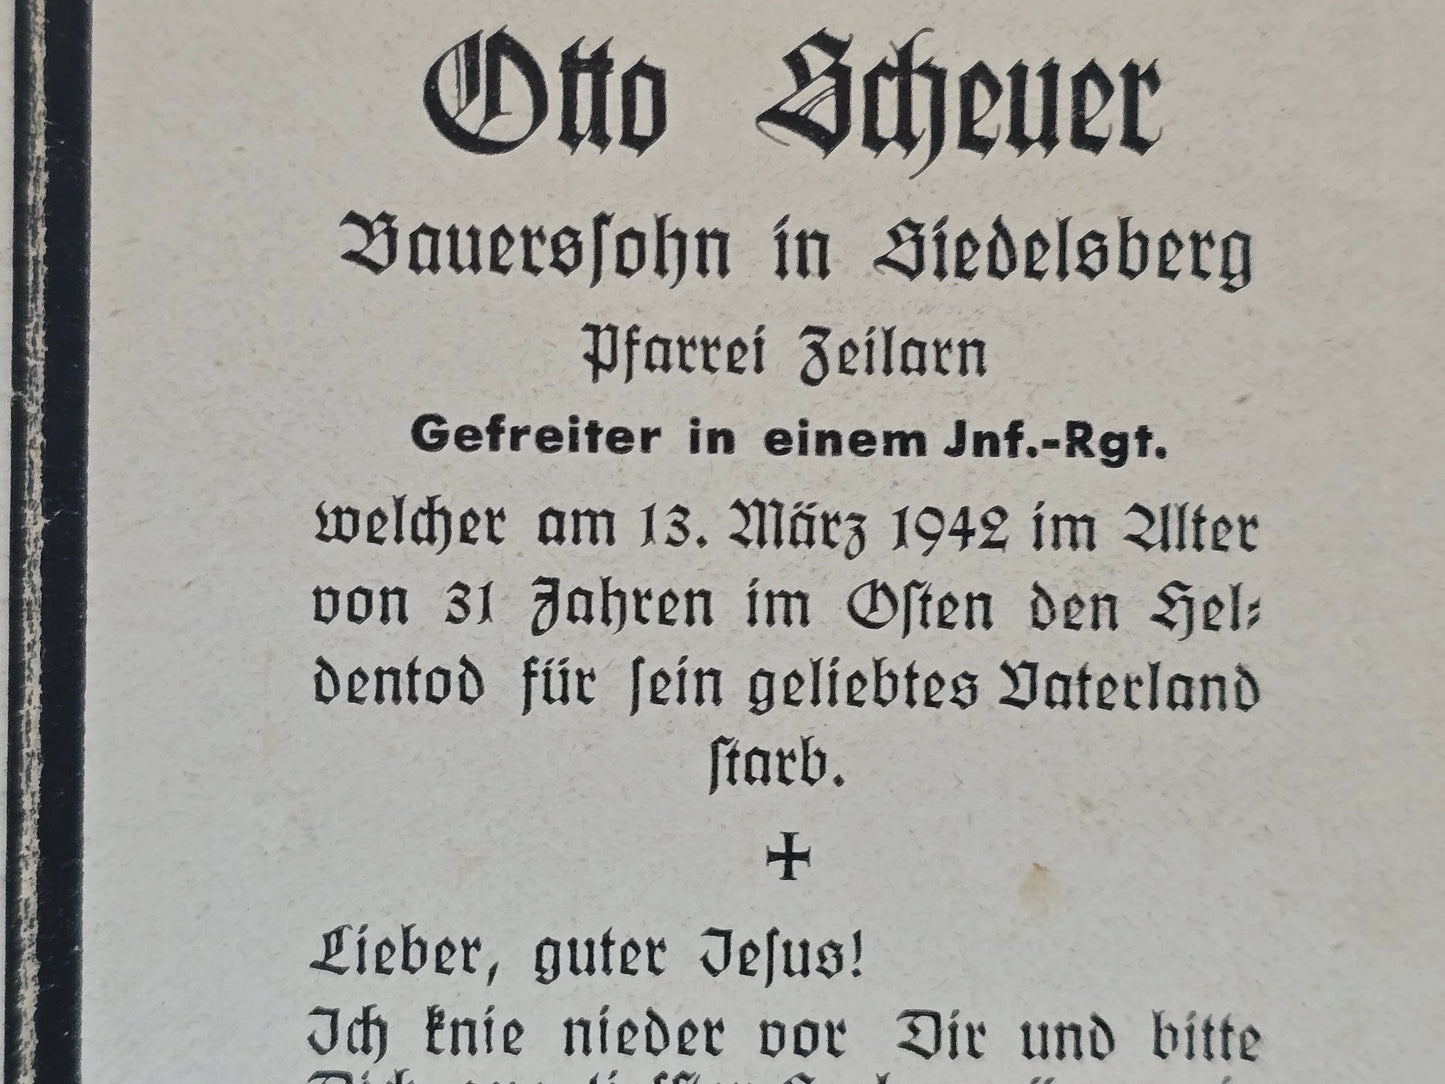 Otto Scheuer
Bauersſohn in Siedelsberg
Pfarrei Zeilarn
Gefreiter in einem Jnf.-Rgt.
welcher am 13. März 1942 im Alter
von 31 Jahren im Oſten den Hel⸗
dentod für ſein geliebtes Vaterland
ſtarb.
Lieber, guter Jeſus!
Ich knie nieder vor Dir und bitte